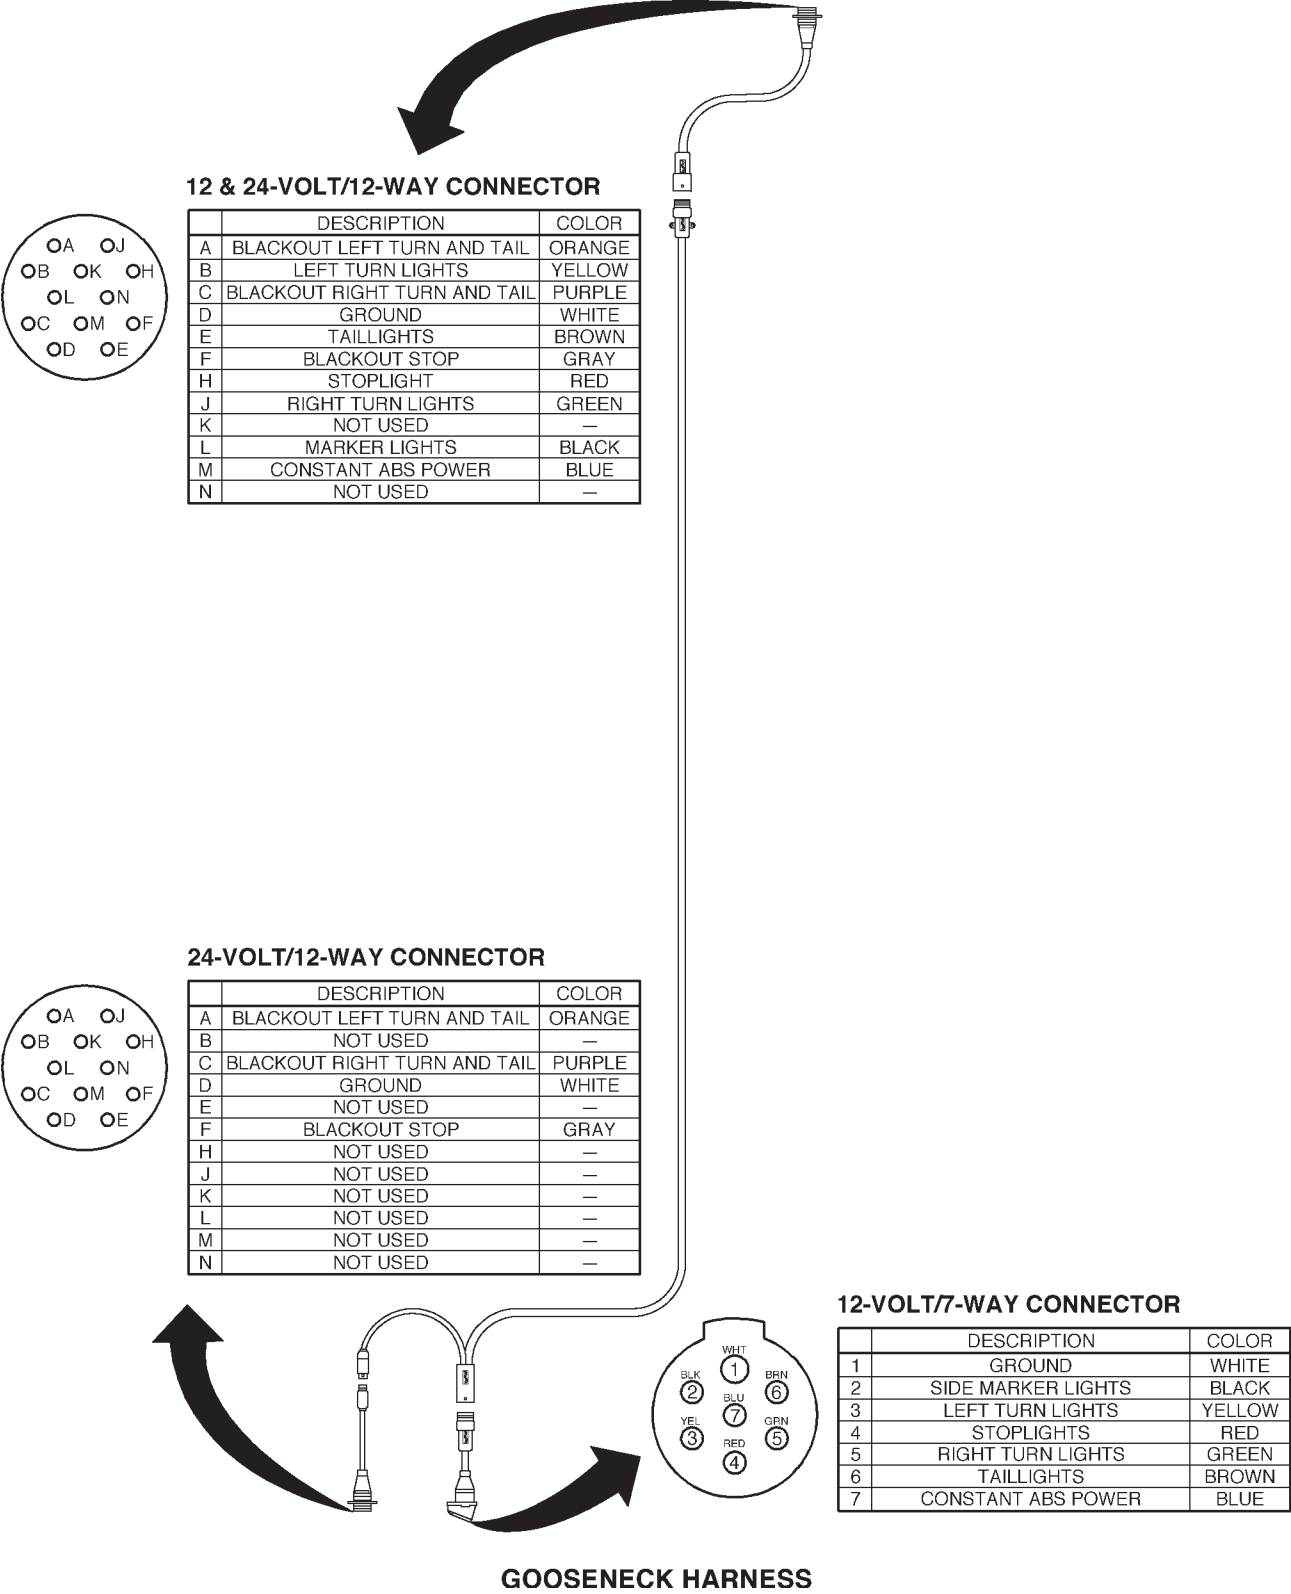 12 & 24-VOLT/12-WAY CONNECTOR
DESCRIPTION COLOR
A BLACKOUT LEFT TURN AND TAIL ORANGE
B LEFT TURN LIGHTS YELLOW
C BLACKOUT RIGHT TURN AND TAIL PURPLE
D GROUND WHITE
E TAILLIGHTS BROWN
F BLACKOUT STOP GRAY
H STOPLIGHT RED
J RIGHT TURN LIGHTS GREEN
K NOT USED —
L MARKER LIGHTS BLACK
M CONSTANT ABS POWER BLUE
N NOT USED —
A J
B K H
L N
C M F
D E
24-VOLT/12-WAY CONNECTOR
DESCRIPTION COLOR
A BLACKOUT LEFT TURN AND TAIL ORANGE
B NOT USED —
C BLACKOUT RIGHT TURN AND TAIL PURPLE
D GROUND WHITE
E NOT USED —
F BLACKOUT STOP GRAY
H NOT USED —
J NOT USED —
K NOT USED —
L NOT USED —
M NOT USED —
N NOT USED —
A J
B K H
L N
C M F
D E
12-VOLT/7-WAY CONNECTOR
DESCRIPTION COLOR
1 GROUND WHITE
2 SIDE MARKER LIGHTS BLACK
3 LEFT TURN LIGHTS YELLOW
4 STOPLIGHTS RED
5 RIGHT TURN LIGHTS GREEN
6 TAILLIGHTS BROWN
7 CONSTANT ABS POWER BLUE
WHT
1
BLK BRN
2 6
BLU
7
YEL GRN
3 5
RED
4
GOOSENECK HARNESS